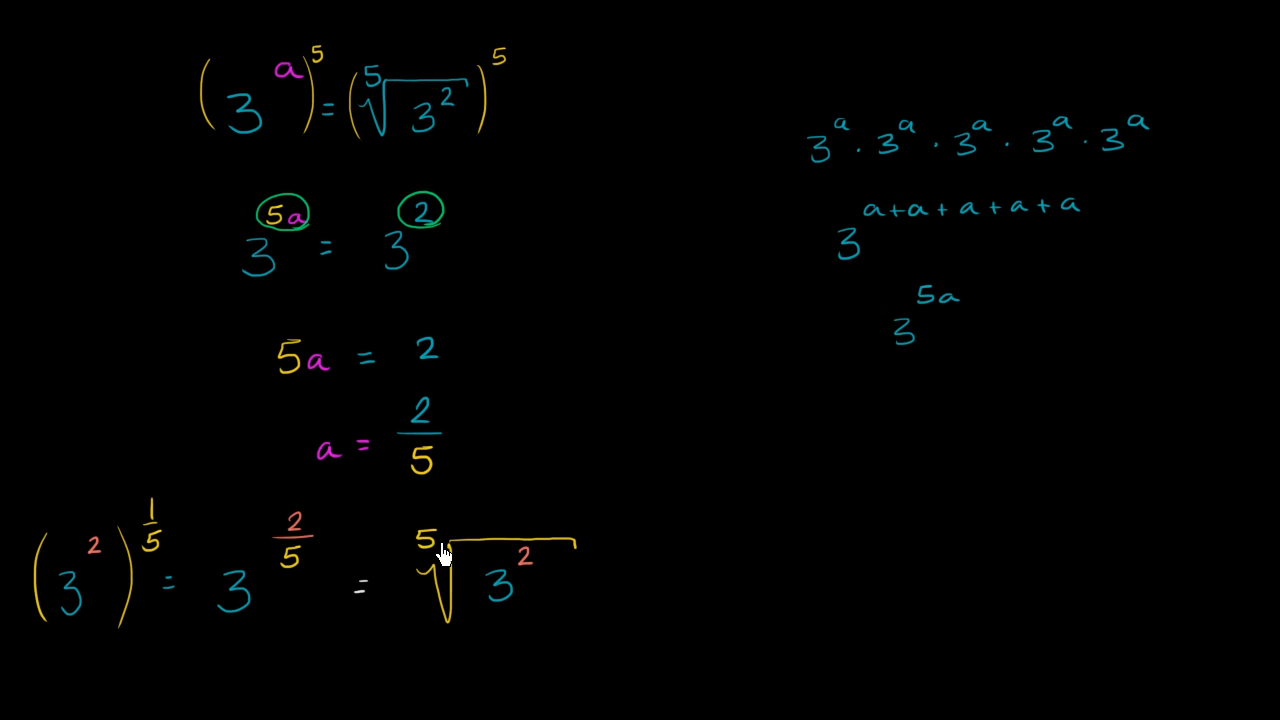 (3^a)^5 = (⁵√(3^2))^5
3^a · 3^a · 3^a · 3^a · 3^a
3^(a+a+a+a+a)
3^(5a) = 3^2
3^(5a)
5a = 2
a = 2/5
(3^2)^(1/5) = 3^(2/5) = ⁵√(3^2)